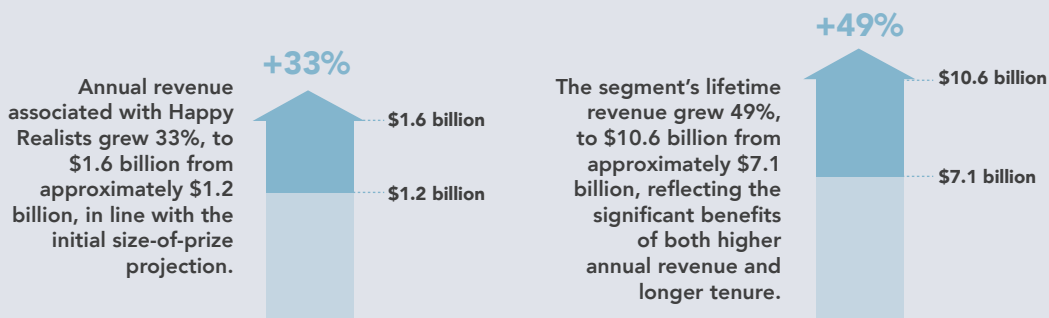 +33%
Annual revenue
associated with Happy
Realists grew 33%, to
$1.6 billion from
approximately $1.2
billion, in line with the
initial size-of-prize
projection.
$1.6 billion
$1.2 billion
+49%
The segment’s lifetime
revenue grew 49%,
to $10.6 billion from
approximately $7.1
billion, reflecting the
significant benefits
of both higher
annual revenue and
longer tenure.
$10.6 billion
$7.1 billion